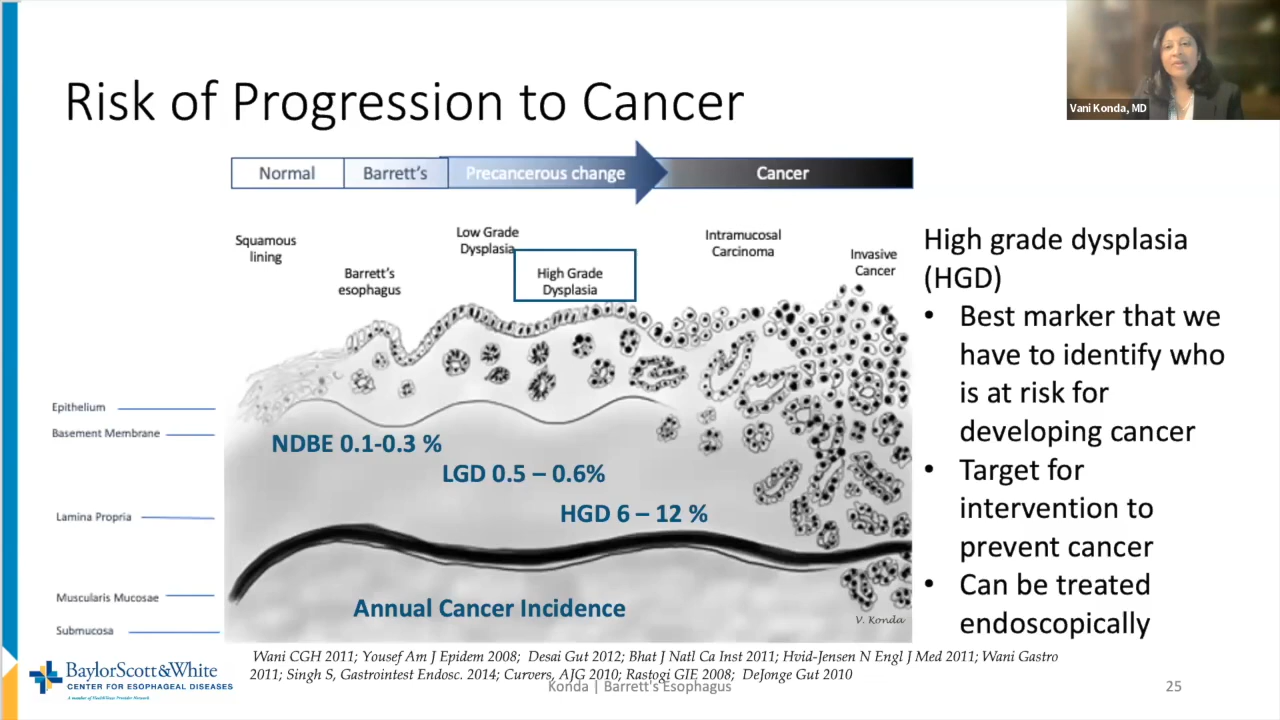 Vani Konda, MD
Risk of Progression to Cancer
Normal
Barrett's
Precancerous change
Cancer
Squamous
lining
Barrett's
esophagus
Low Grade
Dysplasia
High Grade
Dysplasia
Intramucosal
Carcinoma
Invasive
Cancer
Epithelium
Basement Membrane
Lamina Propria
Muscularis Mucosae
Submucosa
NDBE 0.1-0.3 %
LGD 0.5 – 0.6%
HGD 6 – 12 %
Annual Cancer Incidence
V. Konda
High grade dysplasia
(HGD)
• Best marker that we
have to identify who
is at risk for
developing cancer
• Target for
intervention to
prevent cancer
• Can be treated
endoscopically
Wani CGH 2011; Yousef Am J Epidem 2008; Desai Gut 2012; Bhat J Natl Ca Inst 2011; Hvid-Jensen N Engl J Med 2011; Wani Gastro
2011; Singh S, Gastrointest Endosc. 2014; Curvers, AJG 2010; Rastogi GIE 2008; DeJonge Gut 2010
BaylorScott&White
CENTER FOR ESOPHAGEAL DISEASES
Konda | Barrett's Esophagus
25